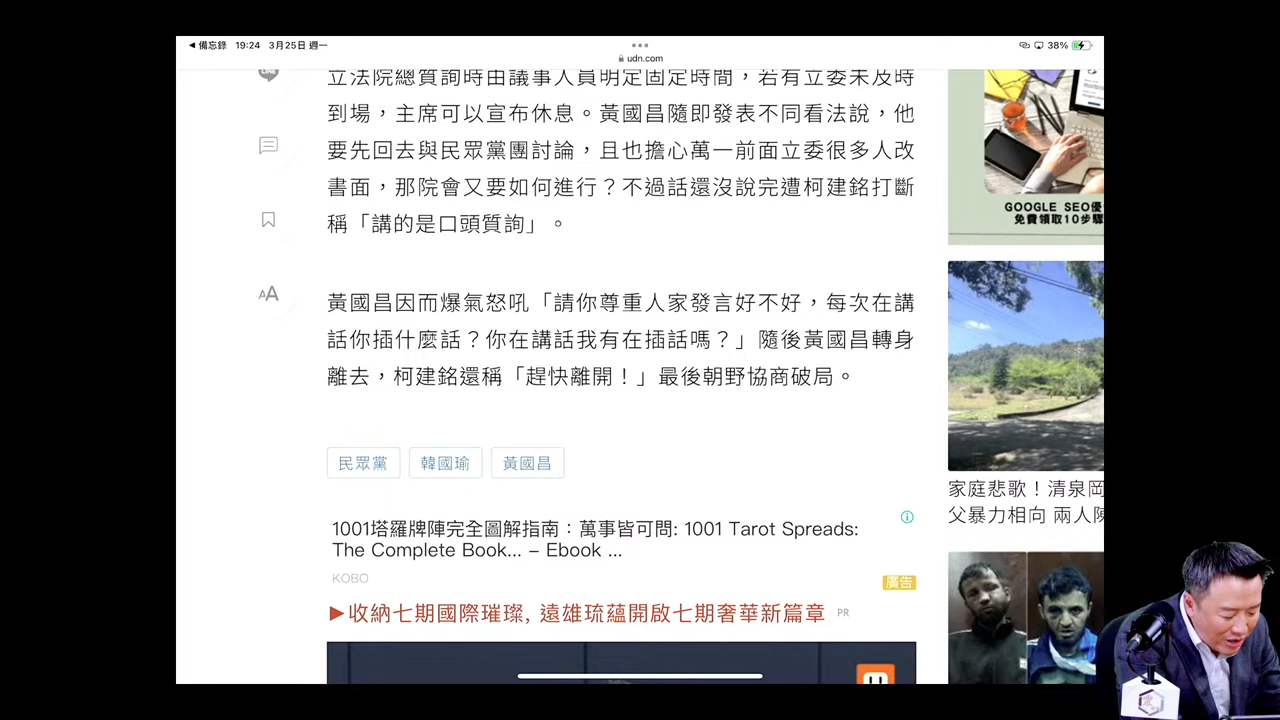 ◀ 備忘錄 19:24 3月25日 週一
38%
udn.com
LINE
立法院總質詢時由議事人員明定固定時間，若有立委未及時
到場，主席可以宣布休息。黃國昌隨即發表不同看法說，他
要先回去與民眾黨團討論，且也擔心萬一前面立委很多人改
書面，那院會又要如何進行？不過話還沒說完遭柯建銘打斷
稱「講的是口頭質詢」。
AA
黃國昌因而爆氣怒吼「請你尊重人家發言好不好，每次在講
話你插什麼話？你在講話我有在插話嗎？」隨後黃國昌轉身
離去，柯建銘還稱「趕快離開！」最後朝野協商破局。
民眾黨 韓國瑜 黃國昌
1001塔羅牌陣完全圖解指南：萬事皆可問: 1001 Tarot Spreads:
The Complete Book... – Ebook ...
KOBO
廣告
▶收納七期國際璀璨, 遠雄琉蘊開啟七期奢華新篇章 PR
GOOGLE SEO優
免費領取10步驟
家庭悲歌！清泉岡
父暴力相向 兩人陳